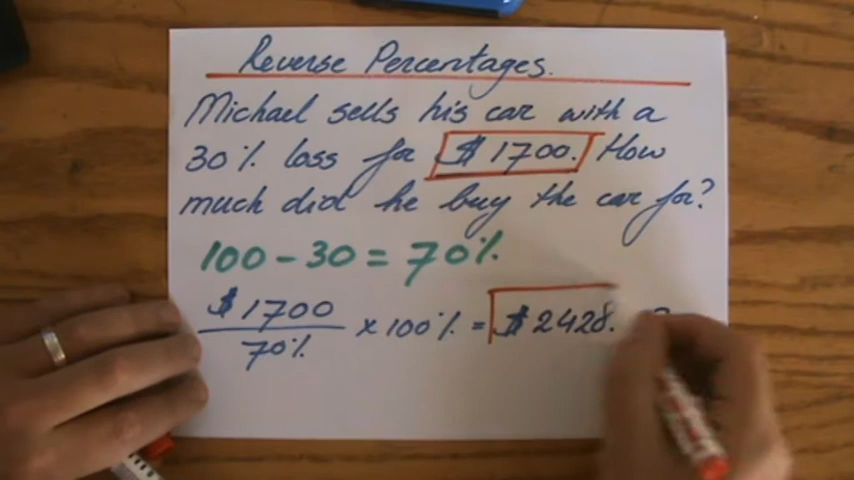 Reverse Percentages.
Michael sells his car with a
30% loss for $1700. How
much did he buy the car for?
100 - 30 = 70%
$1700
70%
× 100% = $2428.